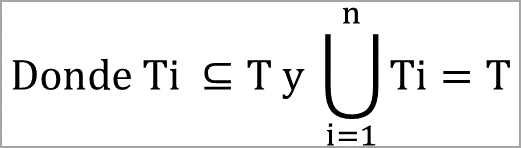 Donde Ti ⊆ T y ⋃_{i=1}^{n} Ti = T